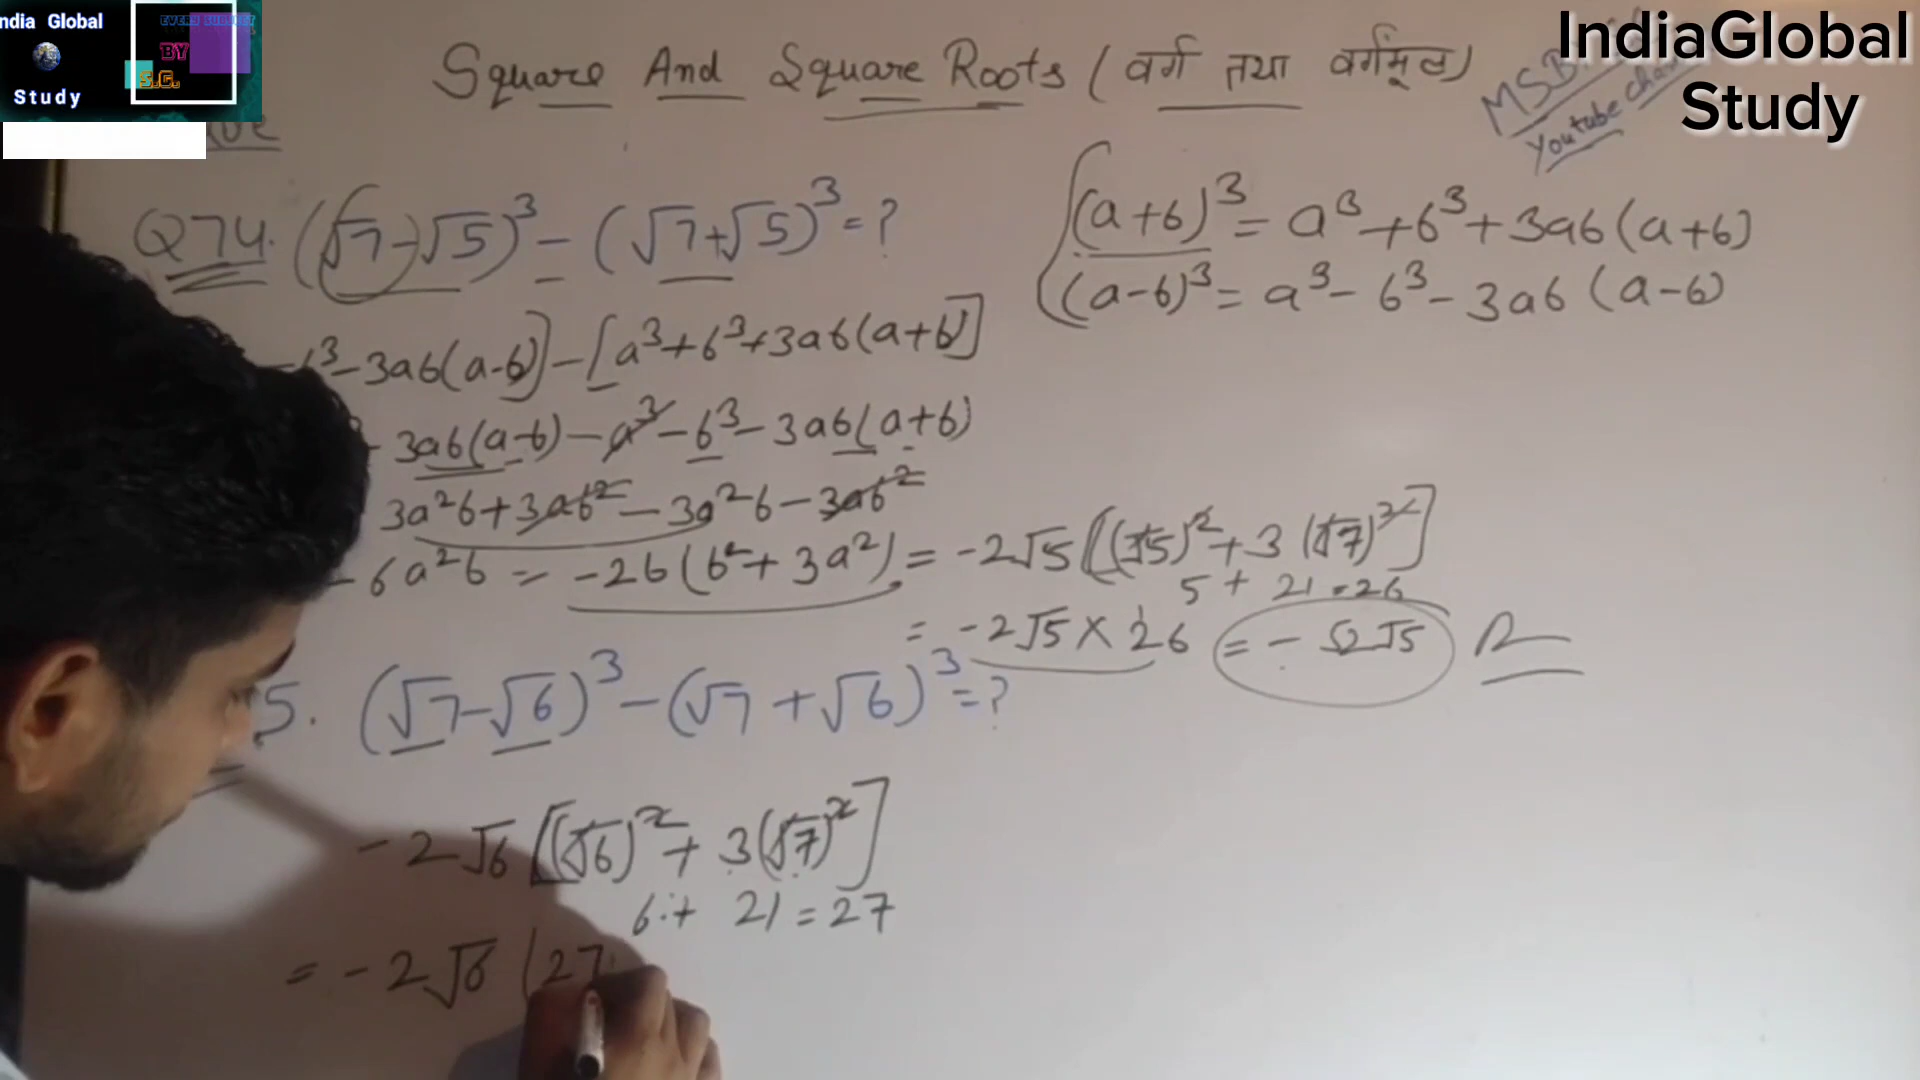 India Global
Study
EVERY SUBJECT
BY
S.G.
IndiaGlobal
Study
Square And Square Roots (वर्ग तथा वर्गमूल)
Youtube
Q74. (√7-√5)³ - (√7+√5)³ = ?
(a+b)³ = a³+b³+3ab(a+b)
(a-b)³ = a³-b³-3ab(a-b)
³-3ab(a-b)]-[a³+b³+3ab(a+b)]
3ab(a-b)-a³-b³-3ab(a+b)
3a²b+3ab²-3a²b-3ab²
-6a²b = -2b(b²+3a²) = -2√5[(√5)²+3(√7)²]
5 + 21 = 26
= -2√5 × 26 = -52√5
5. (√7-√6)³ - (√7+√6)³ = ?
-2√6[(√6)²+3(√7)²]
6 + 21 = 27
= -2√6 (27